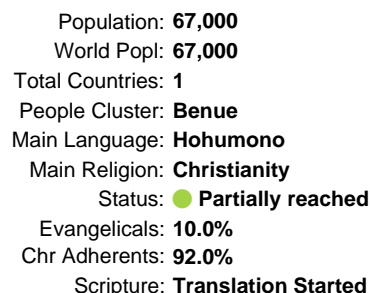 Population: 67,000
World Popl: 67,000
Total Countries: 1
People Cluster: Benue
Main Language: Hohumono
Main Religion: Christianity
Status: Partially reached
Evangelicals: 10.0%
Chr Adherents: 92.0%
Scripture: Translation Started